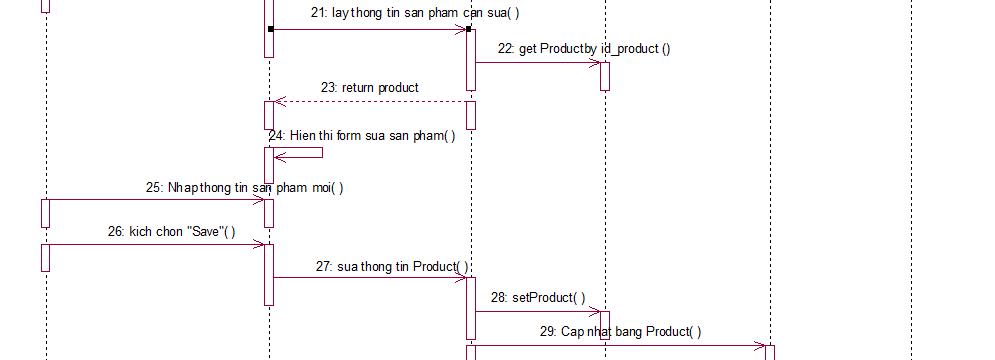 21: lay thong tin san pham can sua( )
22: get Productby id_product ()
23: return product
24: Hien thi form sua san pham( )
25: Nhap thong tin san pham moi( )
26: kich chon "Save"( )
27: sua thong tin Product( )
28: setProduct( )
29: Cap nhat bang Product( )